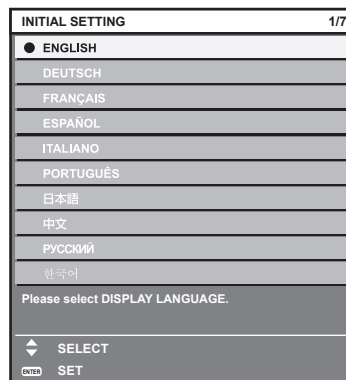 INITIAL SETTING 1/7
ENGLISH
DEUTSCH
FRANÇAIS
ESPAÑOL
ITALIANO
PORTUGUÊS
日本語
中文
РУССКИЙ
한국어
Please select DISPLAY LANGUAGE.
SELECT
ENTER SET